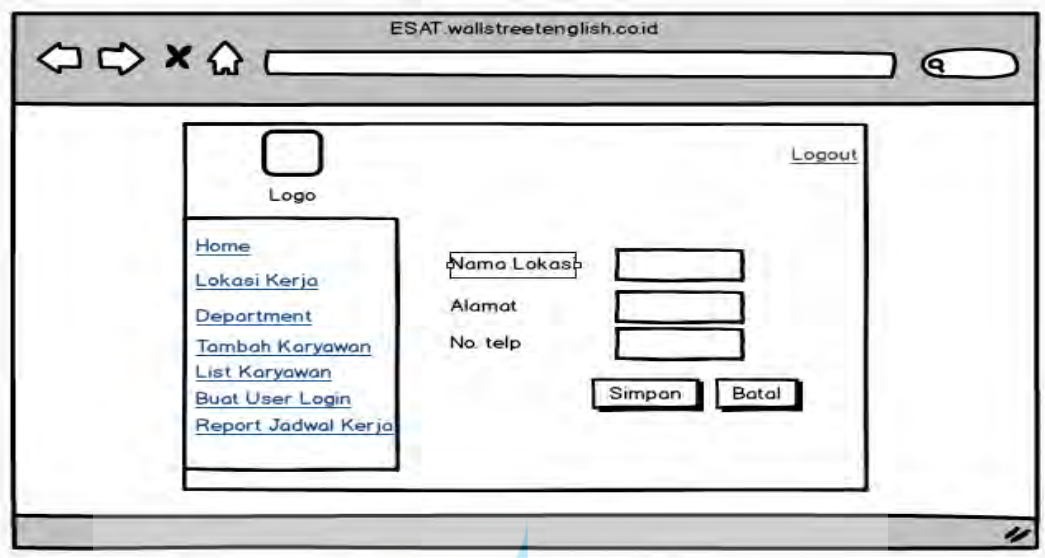 ESAT.wallstreetenglish.co.id
Logout
Logo
Home
Lokasi Kerja
Department
Tambah Karyawan
List Karyawan
Buat User Login
Report Jadwal Kerja
Nama Lokasi
Alamat
No. telp
Simpan Batal